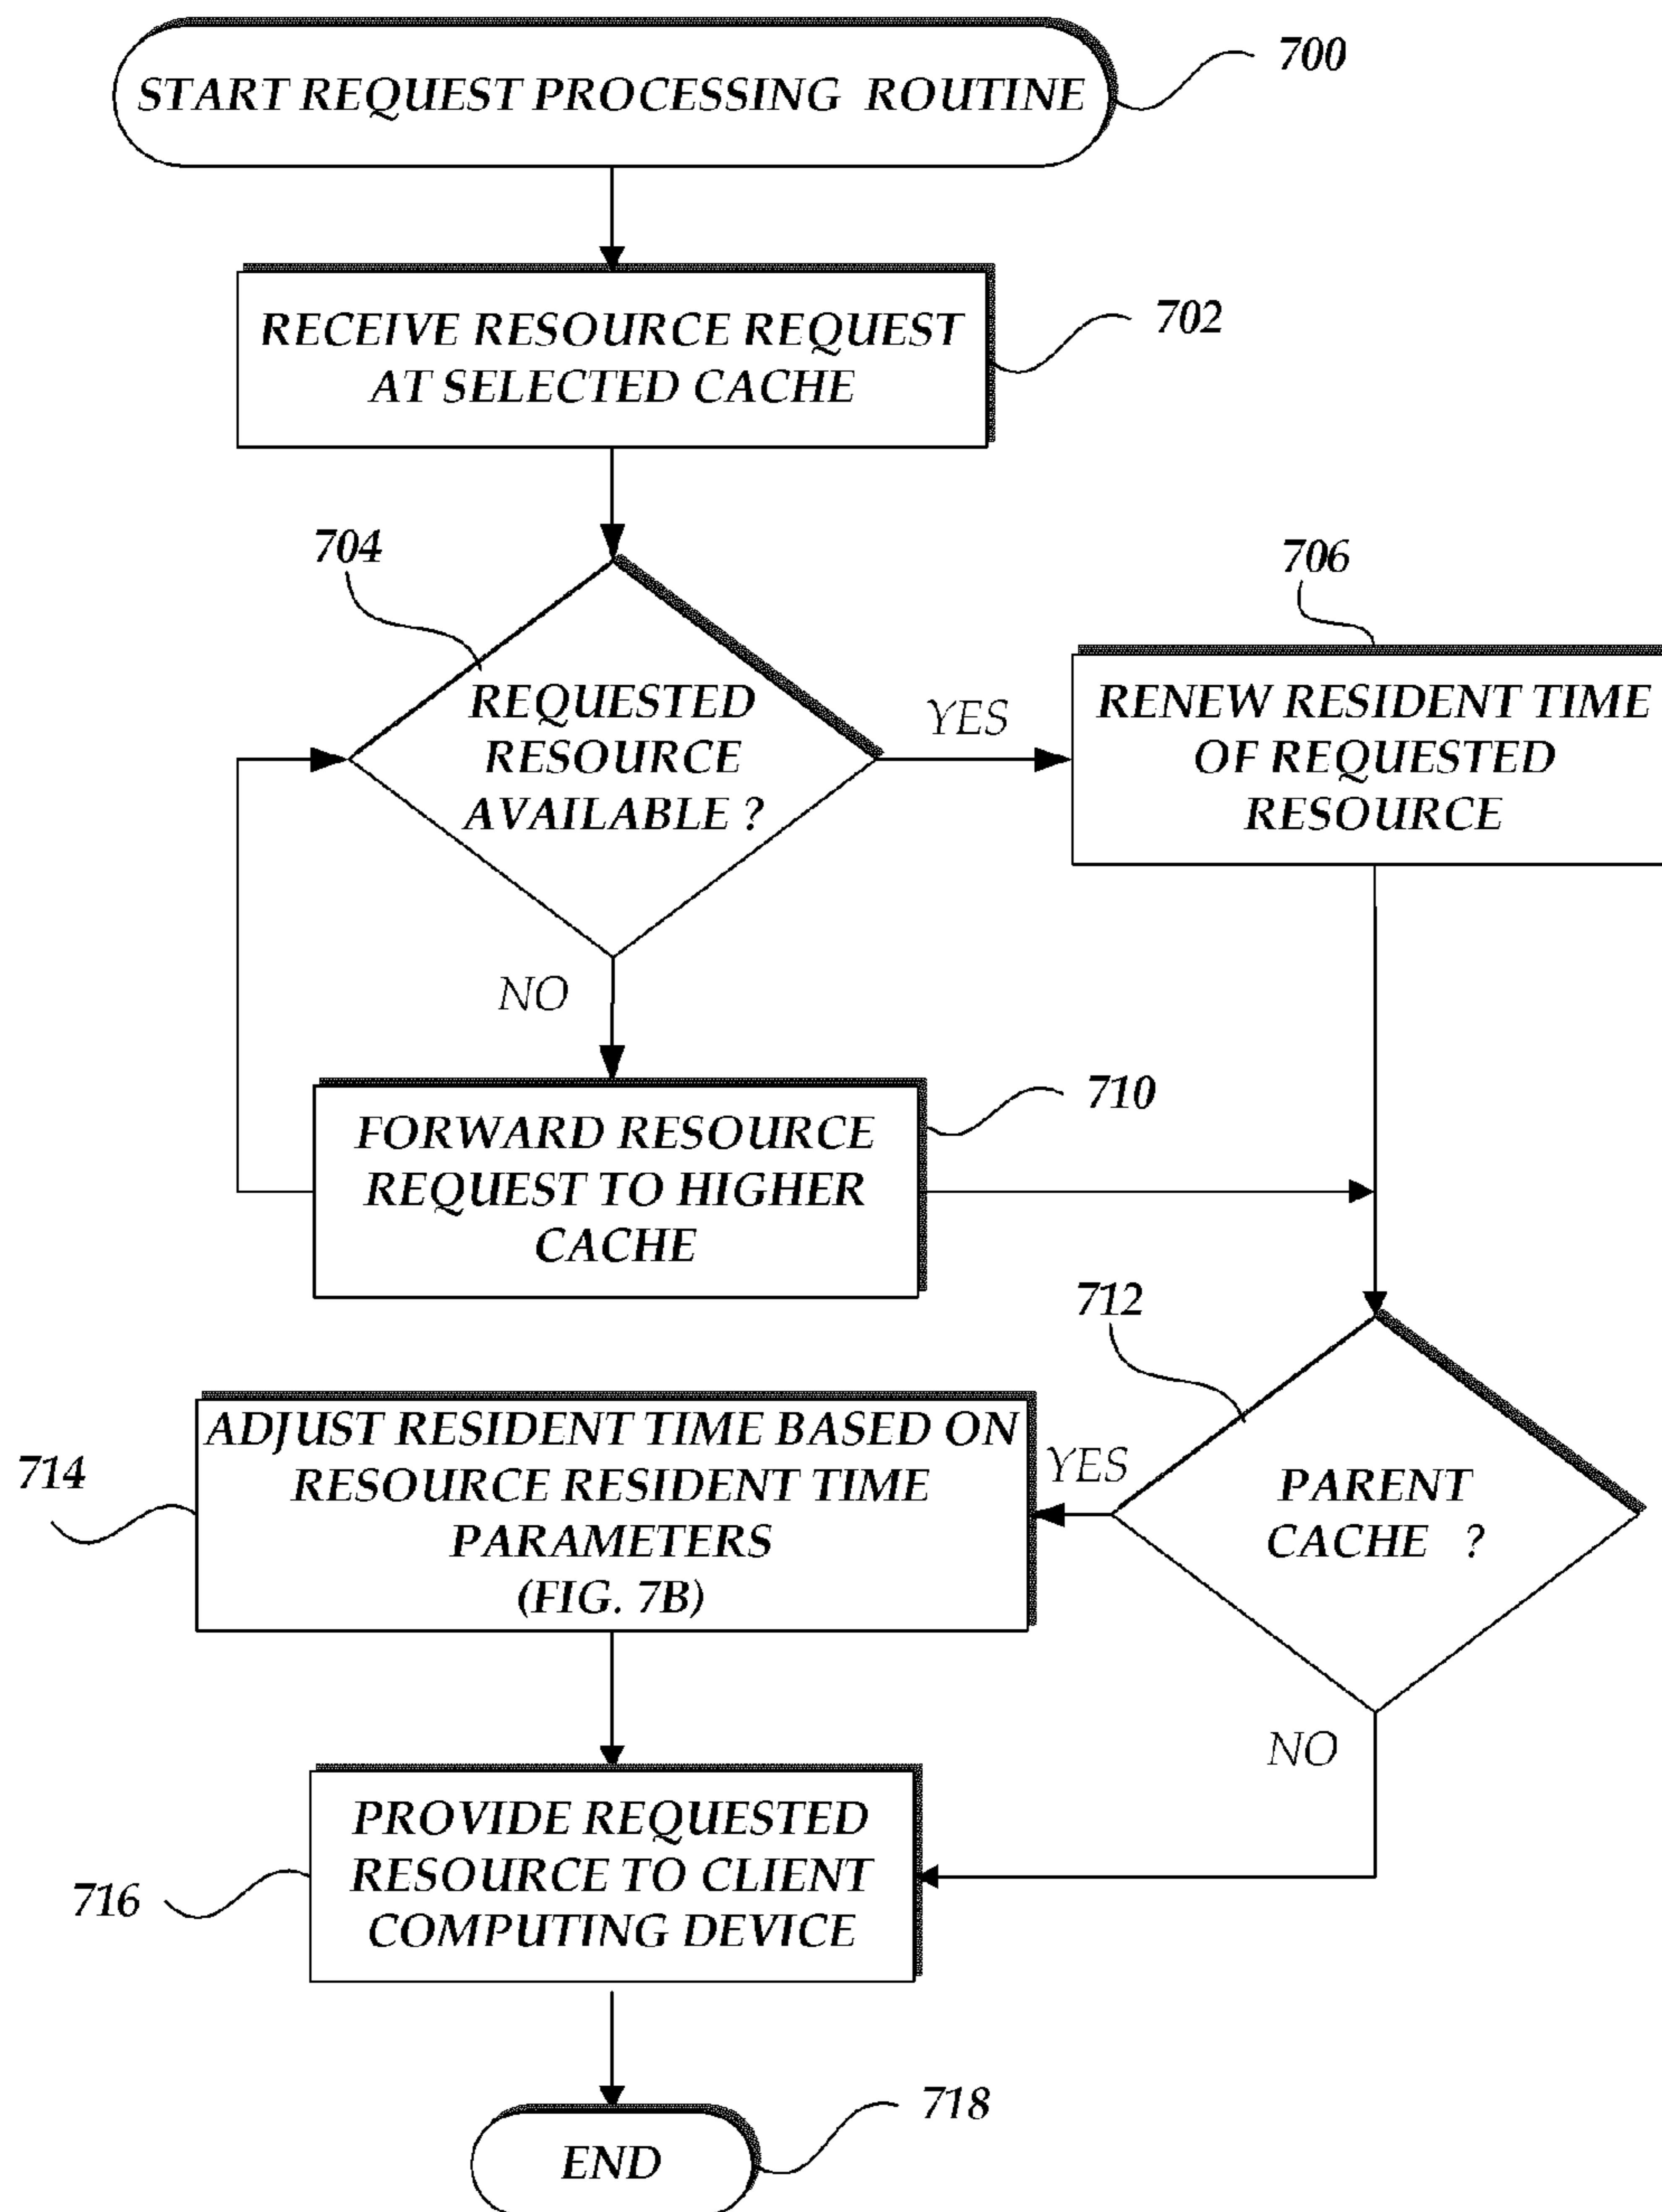 START REQUEST PROCESSING ROUTINE
700
RECEIVE RESOURCE REQUEST
AT SELECTED CACHE
702
704
REQUESTED
RESOURCE
AVAILABLE ?
YES
706
RENEW RESIDENT TIME
OF REQUESTED
RESOURCE
NO
FORWARD RESOURCE
REQUEST TO HIGHER
CACHE
710
712
PARENT
CACHE ?
YES
714
ADJUST RESIDENT TIME BASED ON
RESOURCE RESIDENT TIME
PARAMETERS
(FIG. 7B)
NO
716
PROVIDE REQUESTED
RESOURCE TO CLIENT
COMPUTING DEVICE
718
END